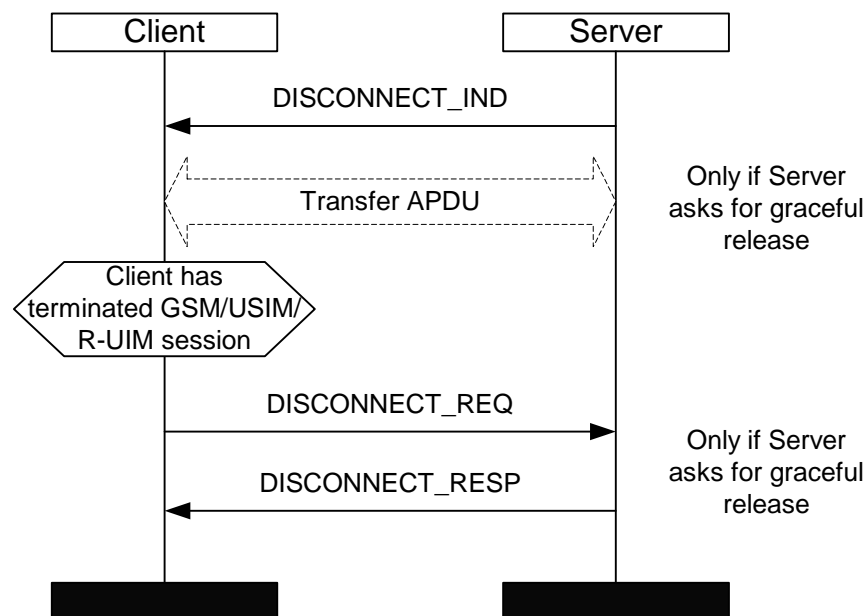 Client
Server
DISCONNECT_IND
Transfer APDU
Only if Server
asks for graceful
release
Client has
terminated GSM/USIM/
R-UIM session
DISCONNECT_REQ
DISCONNECT_RESP
Only if Server
asks for graceful
release